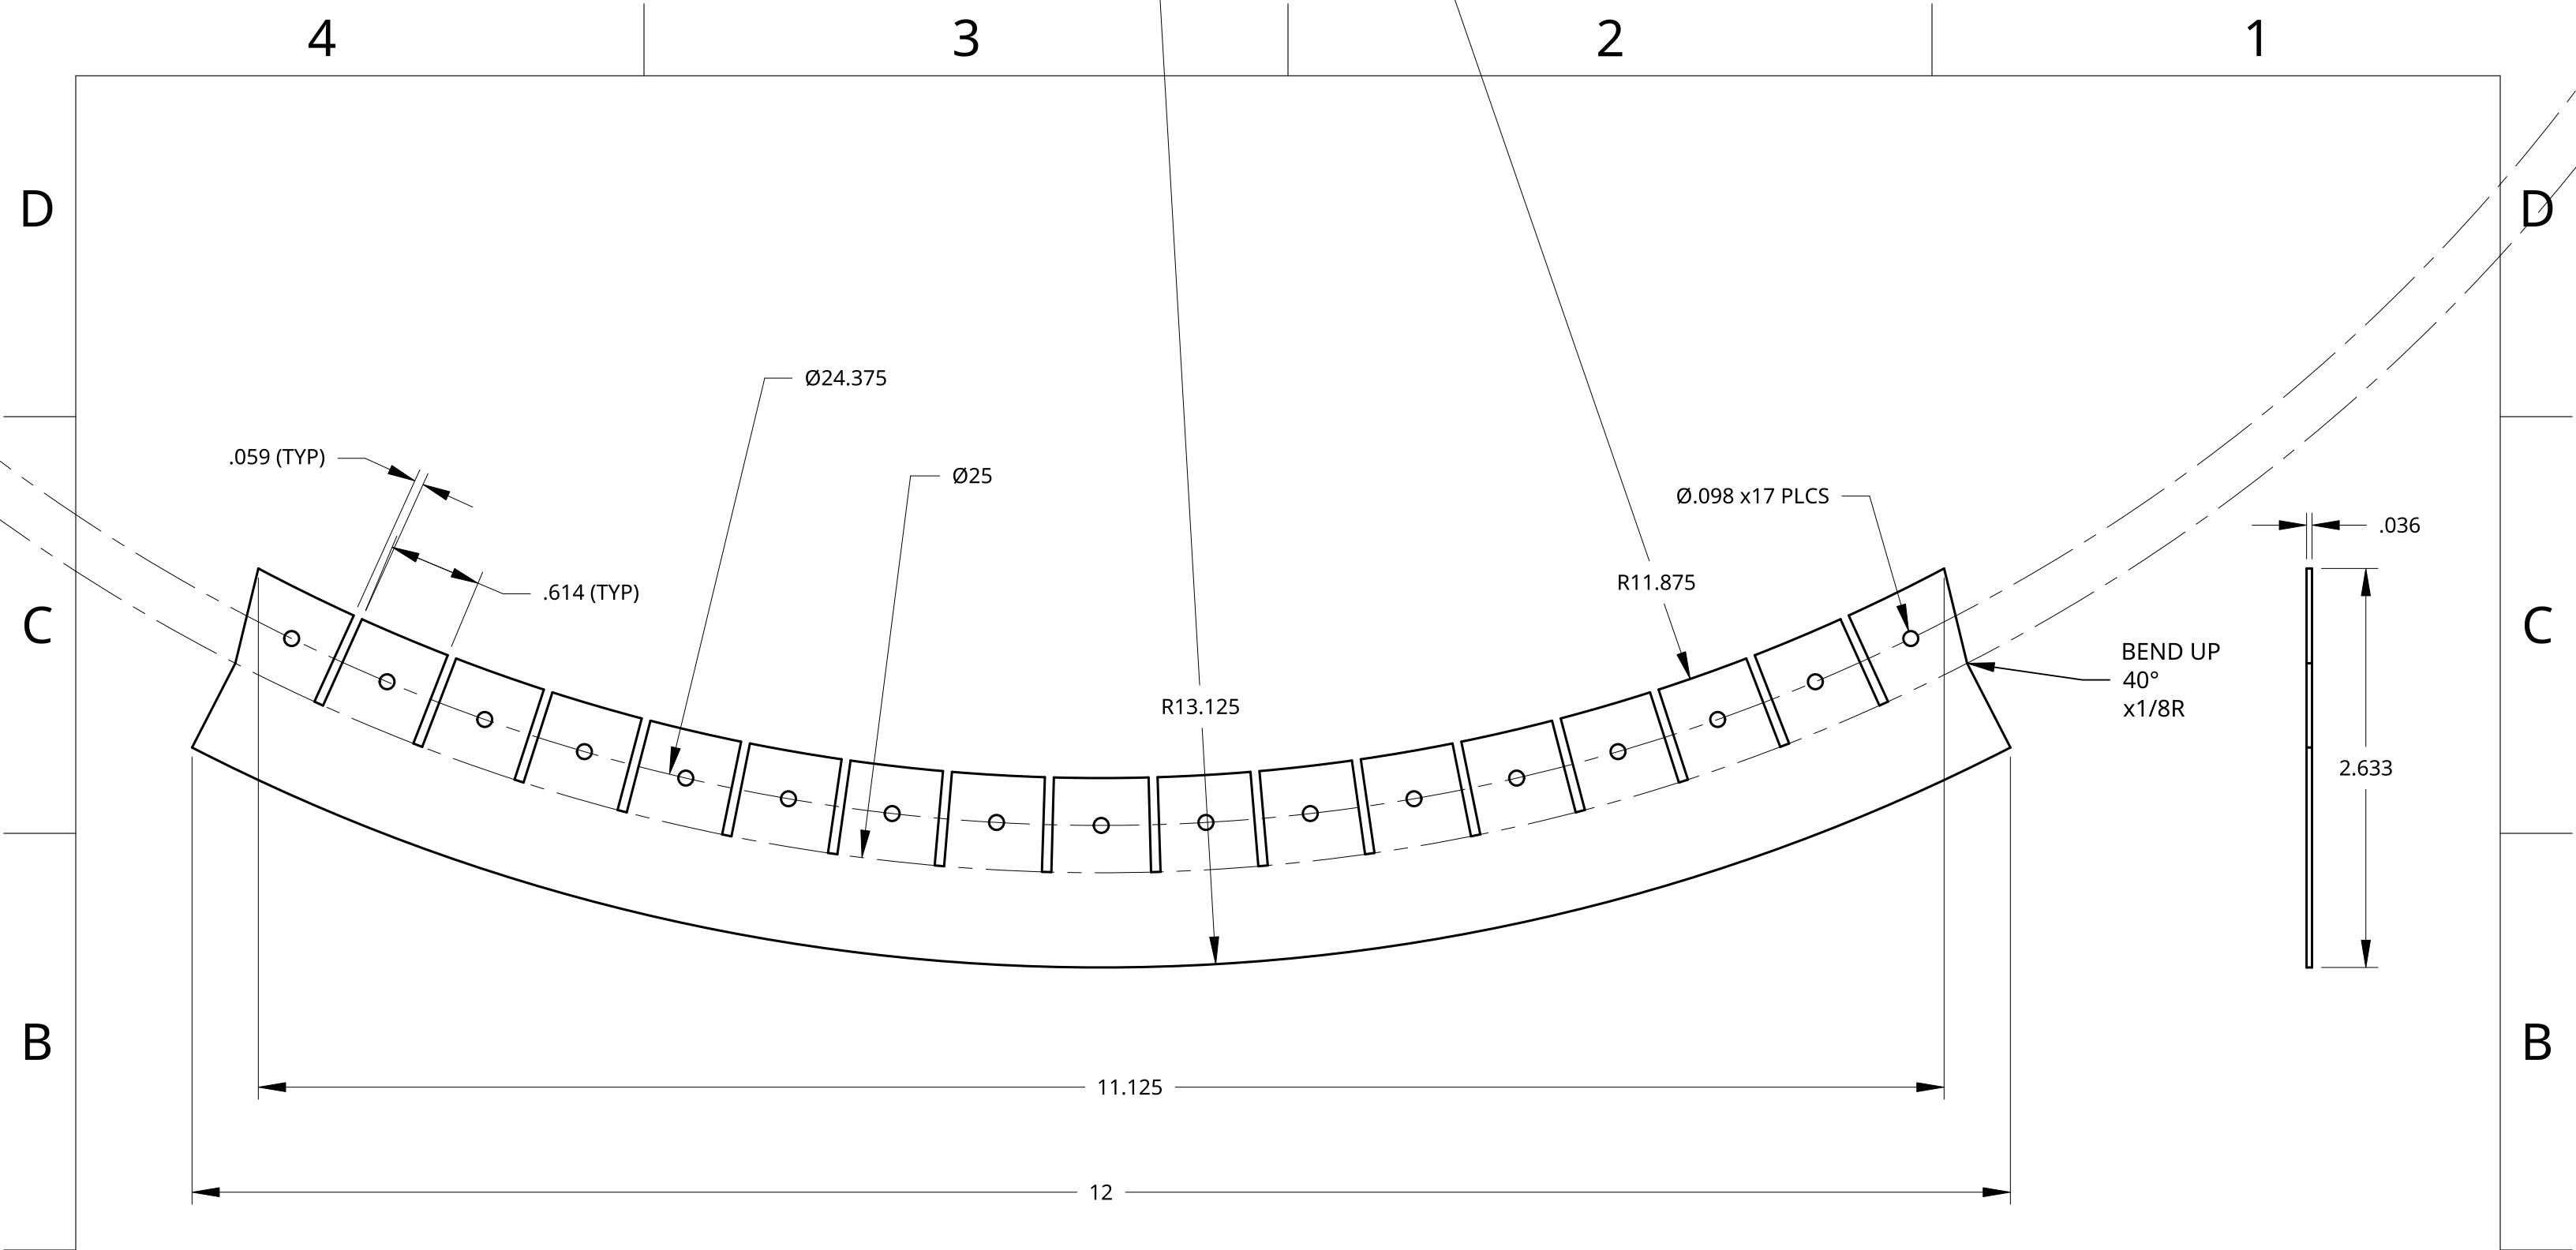 4
3
2
1
D
D
Ø24.375
.059 (TYP)
Ø25
Ø.098 x17 PLCS
.036
R11.875
.614 (TYP)
C
C
BEND UP
40°
x1/8R
R13.125
2.633
B
B
11.125
12